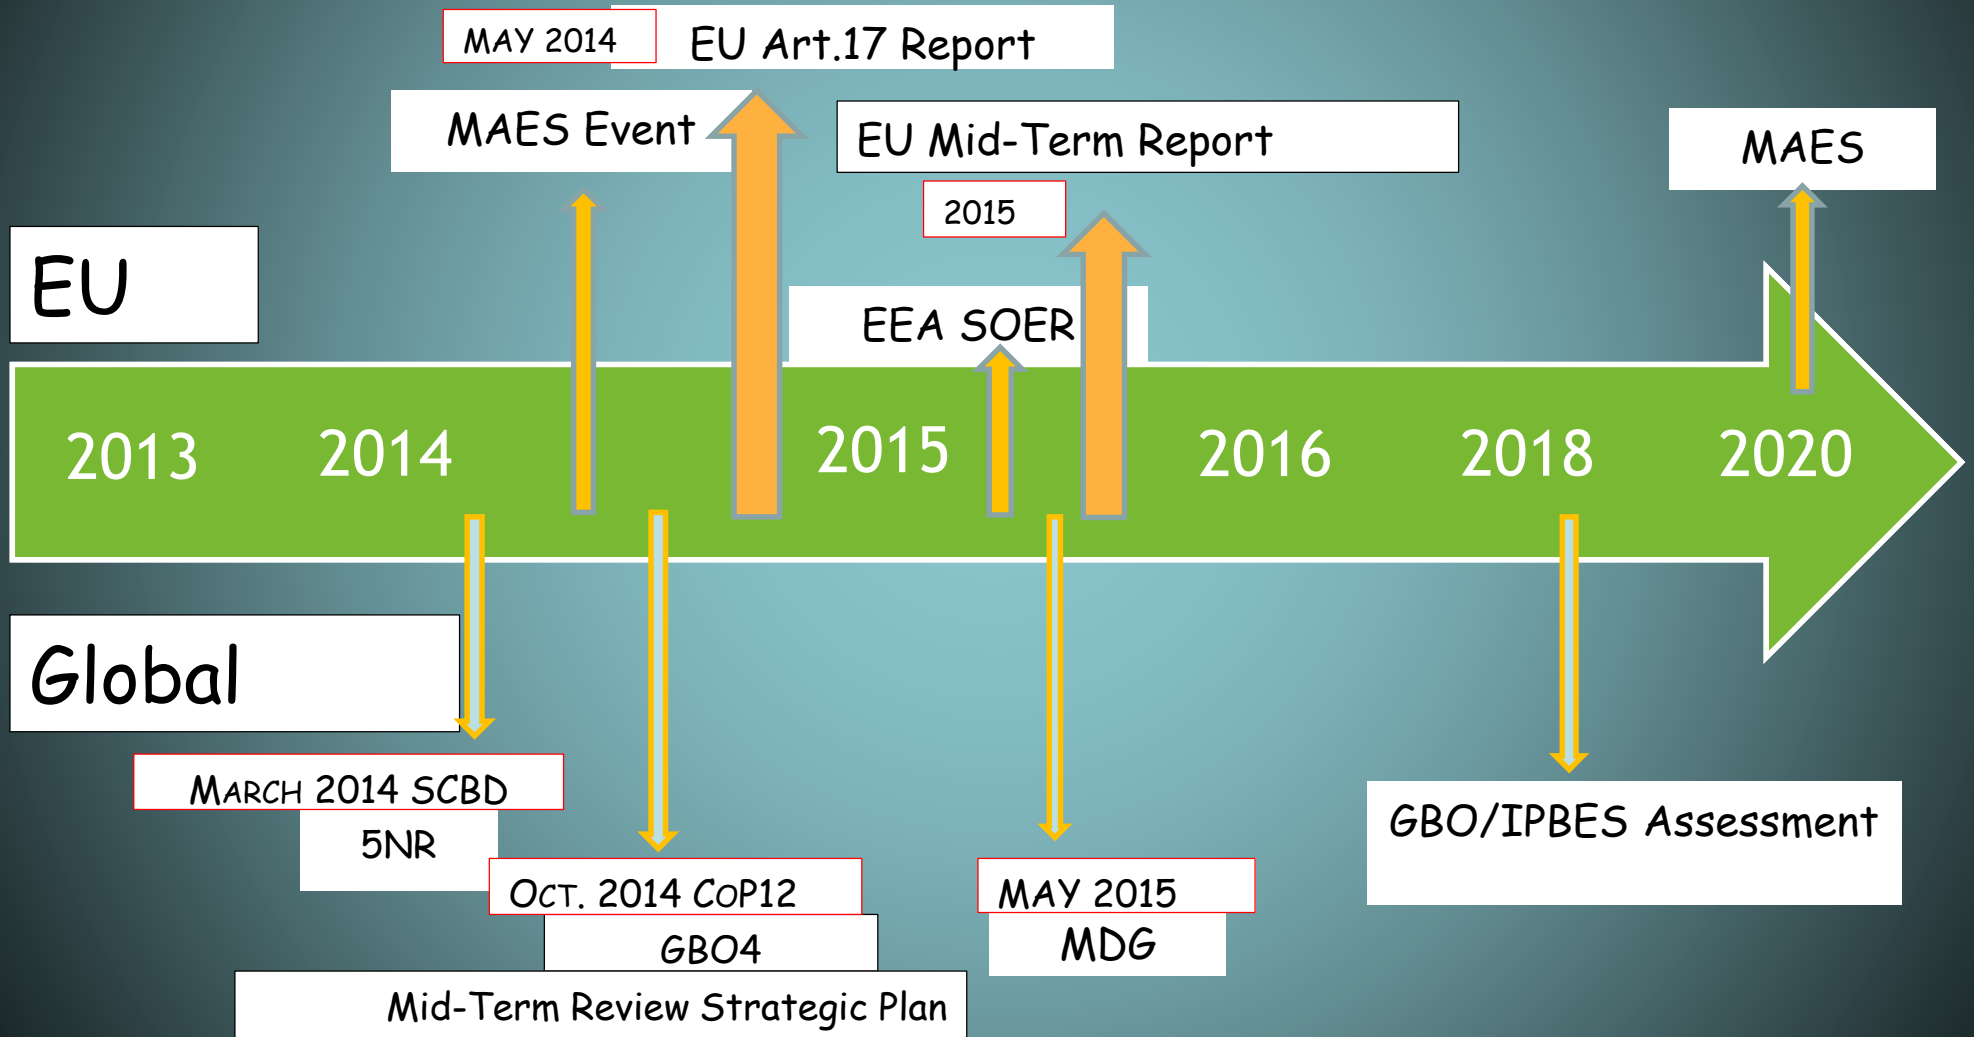 MAY 2014
EU Art.17 Report
MAES Event
EU Mid-Term Report
MAES
2015
EU
EEA SOER
2013 2014 2015 2016 2018 2020
Global
MARCH 2014 SCBD
5NR
GBO/IPBES Assessment
OCT. 2014 COP12
MAY 2015
GBO4
MDG
Mid-Term Review Strategic Plan